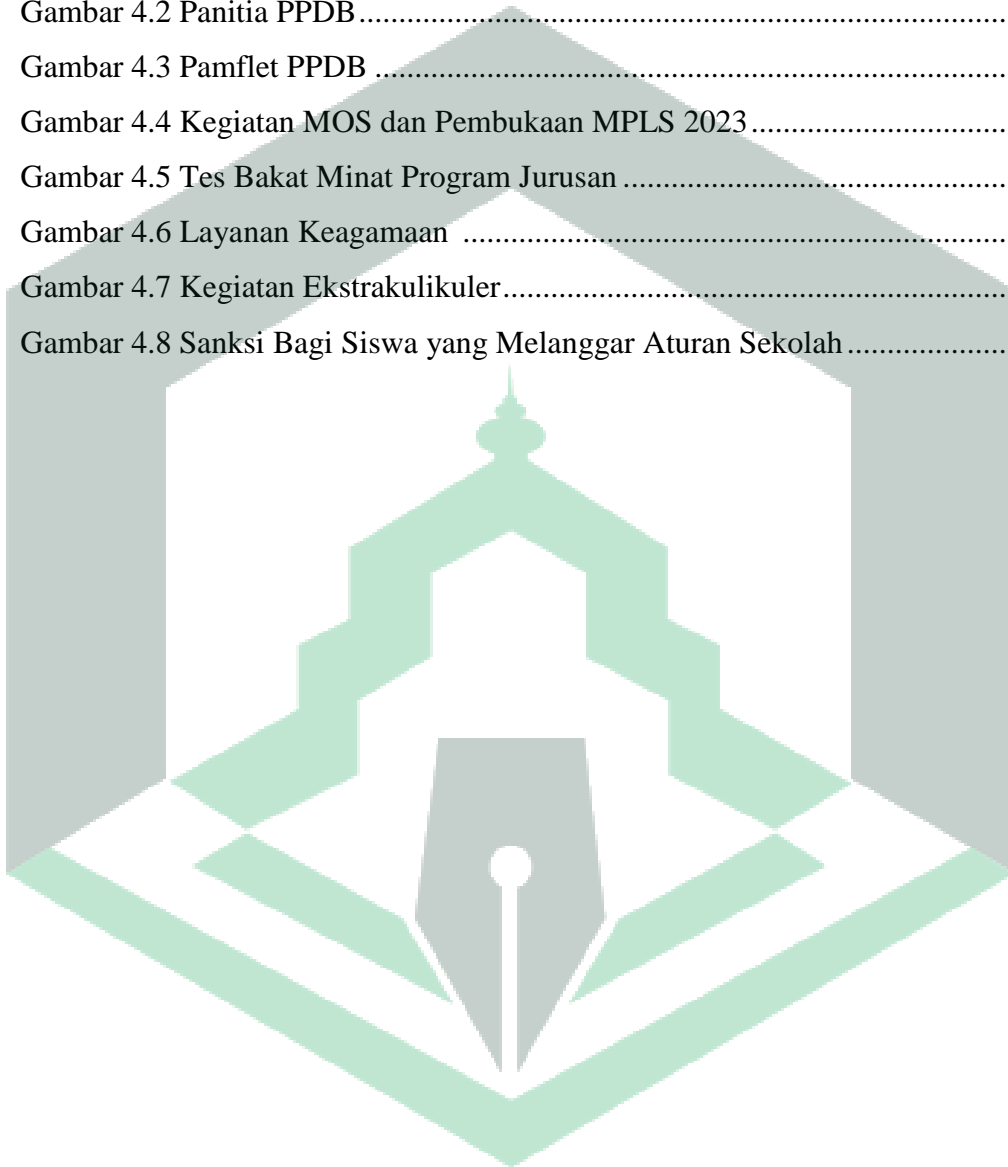 Gambar 4.2 Panitia PPDB.......................................................................................
Gambar 4.3 Pamflet PPDB .....................................................................................
Gambar 4.4 Kegiatan MOS dan Pembukaan MPLS 2023..................................
Gambar 4.5 Tes Bakat Minat Program Jurusan ...................................................
Gambar 4.6 Layanan Keagamaan ........................................................................
Gambar 4.7 Kegiatan Ekstrakulikuler...................................................................
Gambar 4.8 Sanksi Bagi Siswa yang Melanggar Aturan Sekolah.....................